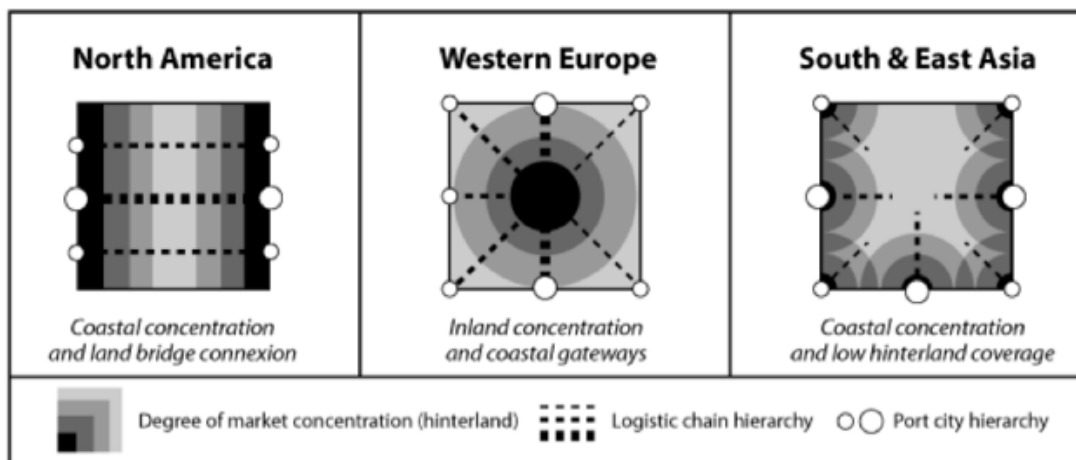 North America
Western Europe
South & East Asia
Coastal concentration
and land bridge connexion
Inland concentration
and coastal gateways
Coastal concentration
and low hinterland coverage
Degree of market concentration (hinterland)
Logistic chain hierarchy
Port city hierarchy